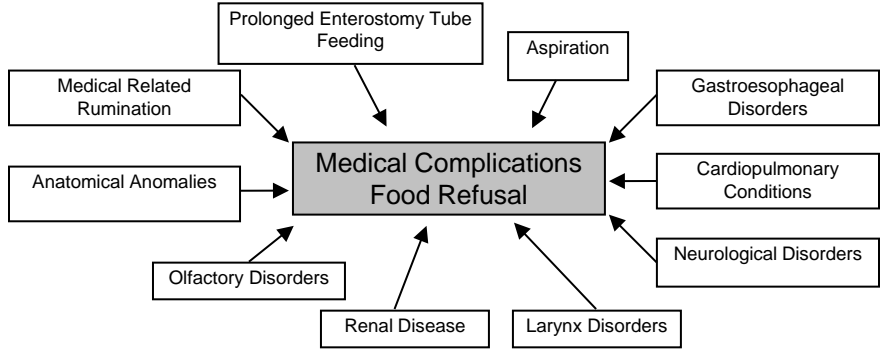 Prolonged Enterostomy Tube
Feeding
Aspiration
Medical Related
Rumination
Gastroesophageal
Disorders
Medical Complications
Food Refusal
Anatomical Anomalies
Cardiopulmonary
Conditions
Neurological Disorders
Olfactory Disorders
Renal Disease
Larynx Disorders